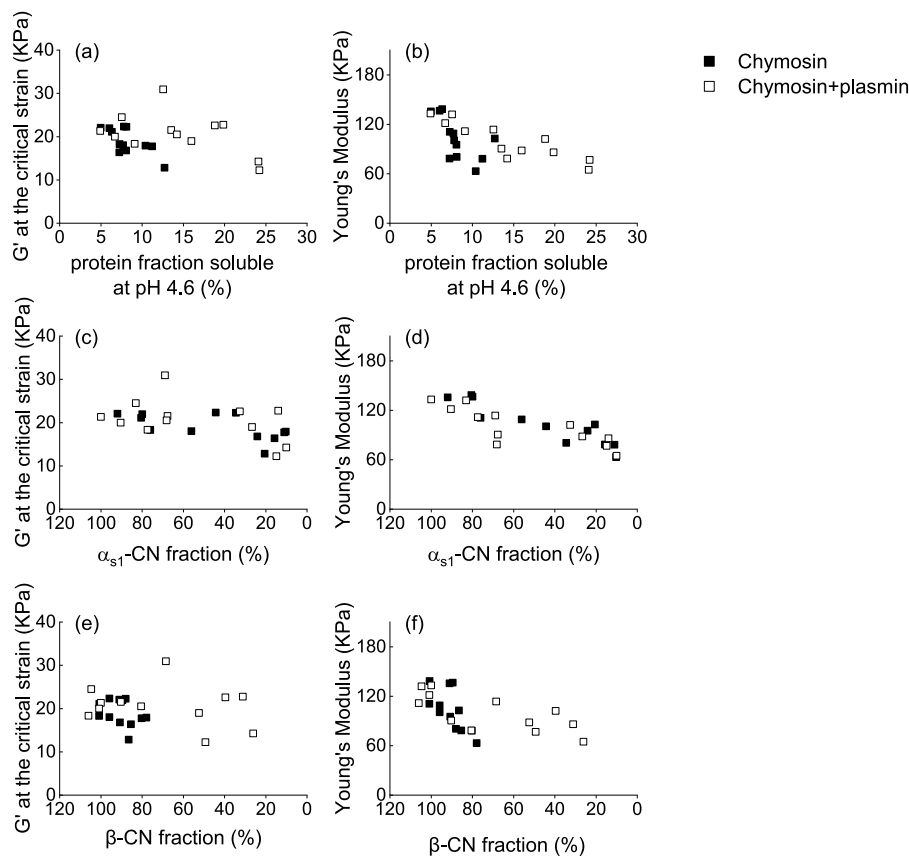 (a)
G' at the critical strain (KPa)
40
30
20
10
0
0 5 10 15 20 25 30
protein fraction soluble
at pH 4.6 (%)
(b)
Young's Modulus (KPa)
180
120
60
0
0 5 10 15 20 25 30
protein fraction soluble
at pH 4.6 (%)
Chymosin
Chymosin+plasmin
(c)
G' at the critical strain (KPa)
40
30
20
10
0
120 100 80 60 40 20 0
αs1-CN fraction (%)
(d)
Young's Modulus (KPa)
180
120
60
0
120 100 80 60 40 20 0
αs1-CN fraction (%)
(e)
G' at the critical strain (KPa)
40
30
20
10
0
120 100 80 60 40 20 0
β-CN fraction (%)
(f)
Young's Modulus (KPa)
180
120
60
0
120 100 80 60 40 20 0
β-CN fraction (%)